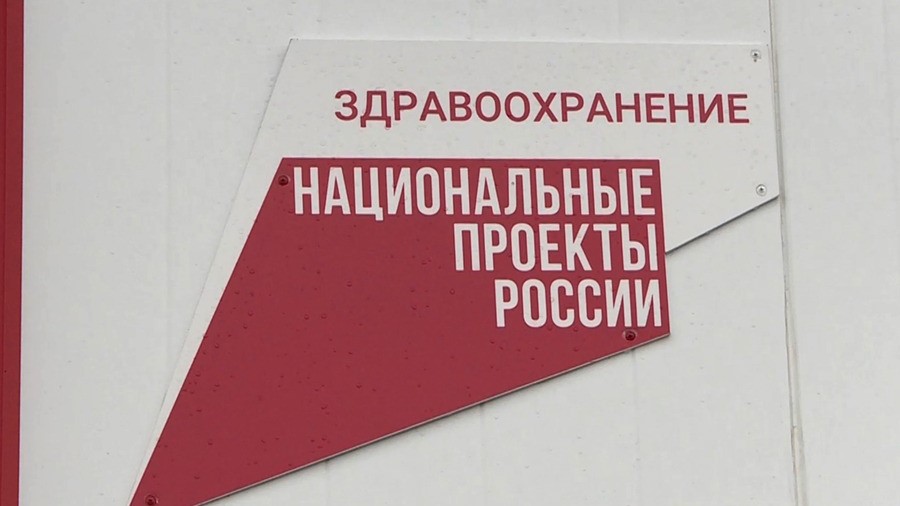 ЗДРАВООХРАНЕНИЕ
НАЦИОНАЛЬНЫЕ
ПРОЕКТЫ
РОССИИ